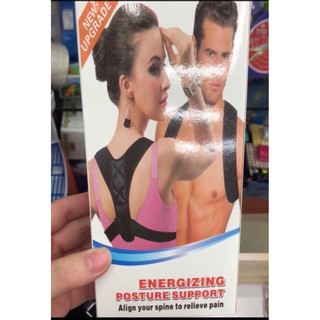 NEW
UPGRADE
ENERGIZING
POSTURE SUPPORT
Align your spine to relieve pain